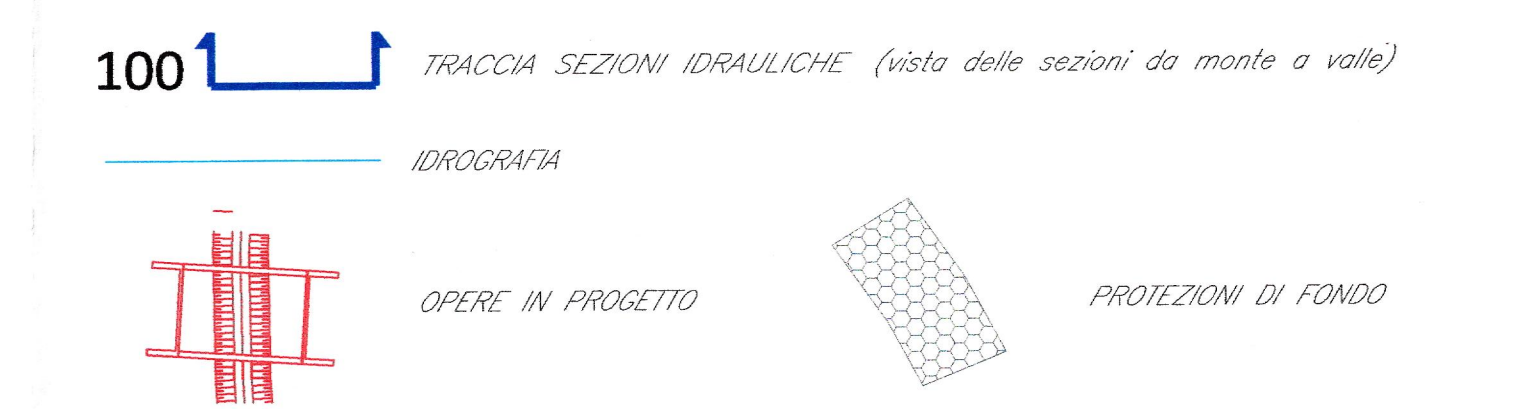 100 TRACCIA SEZIONI IDRAULICHE (vista delle sezioni da monte a valle)
IDROGRAFIA
OPERE IN PROGETTO
PROTEZIONI DI FONDO